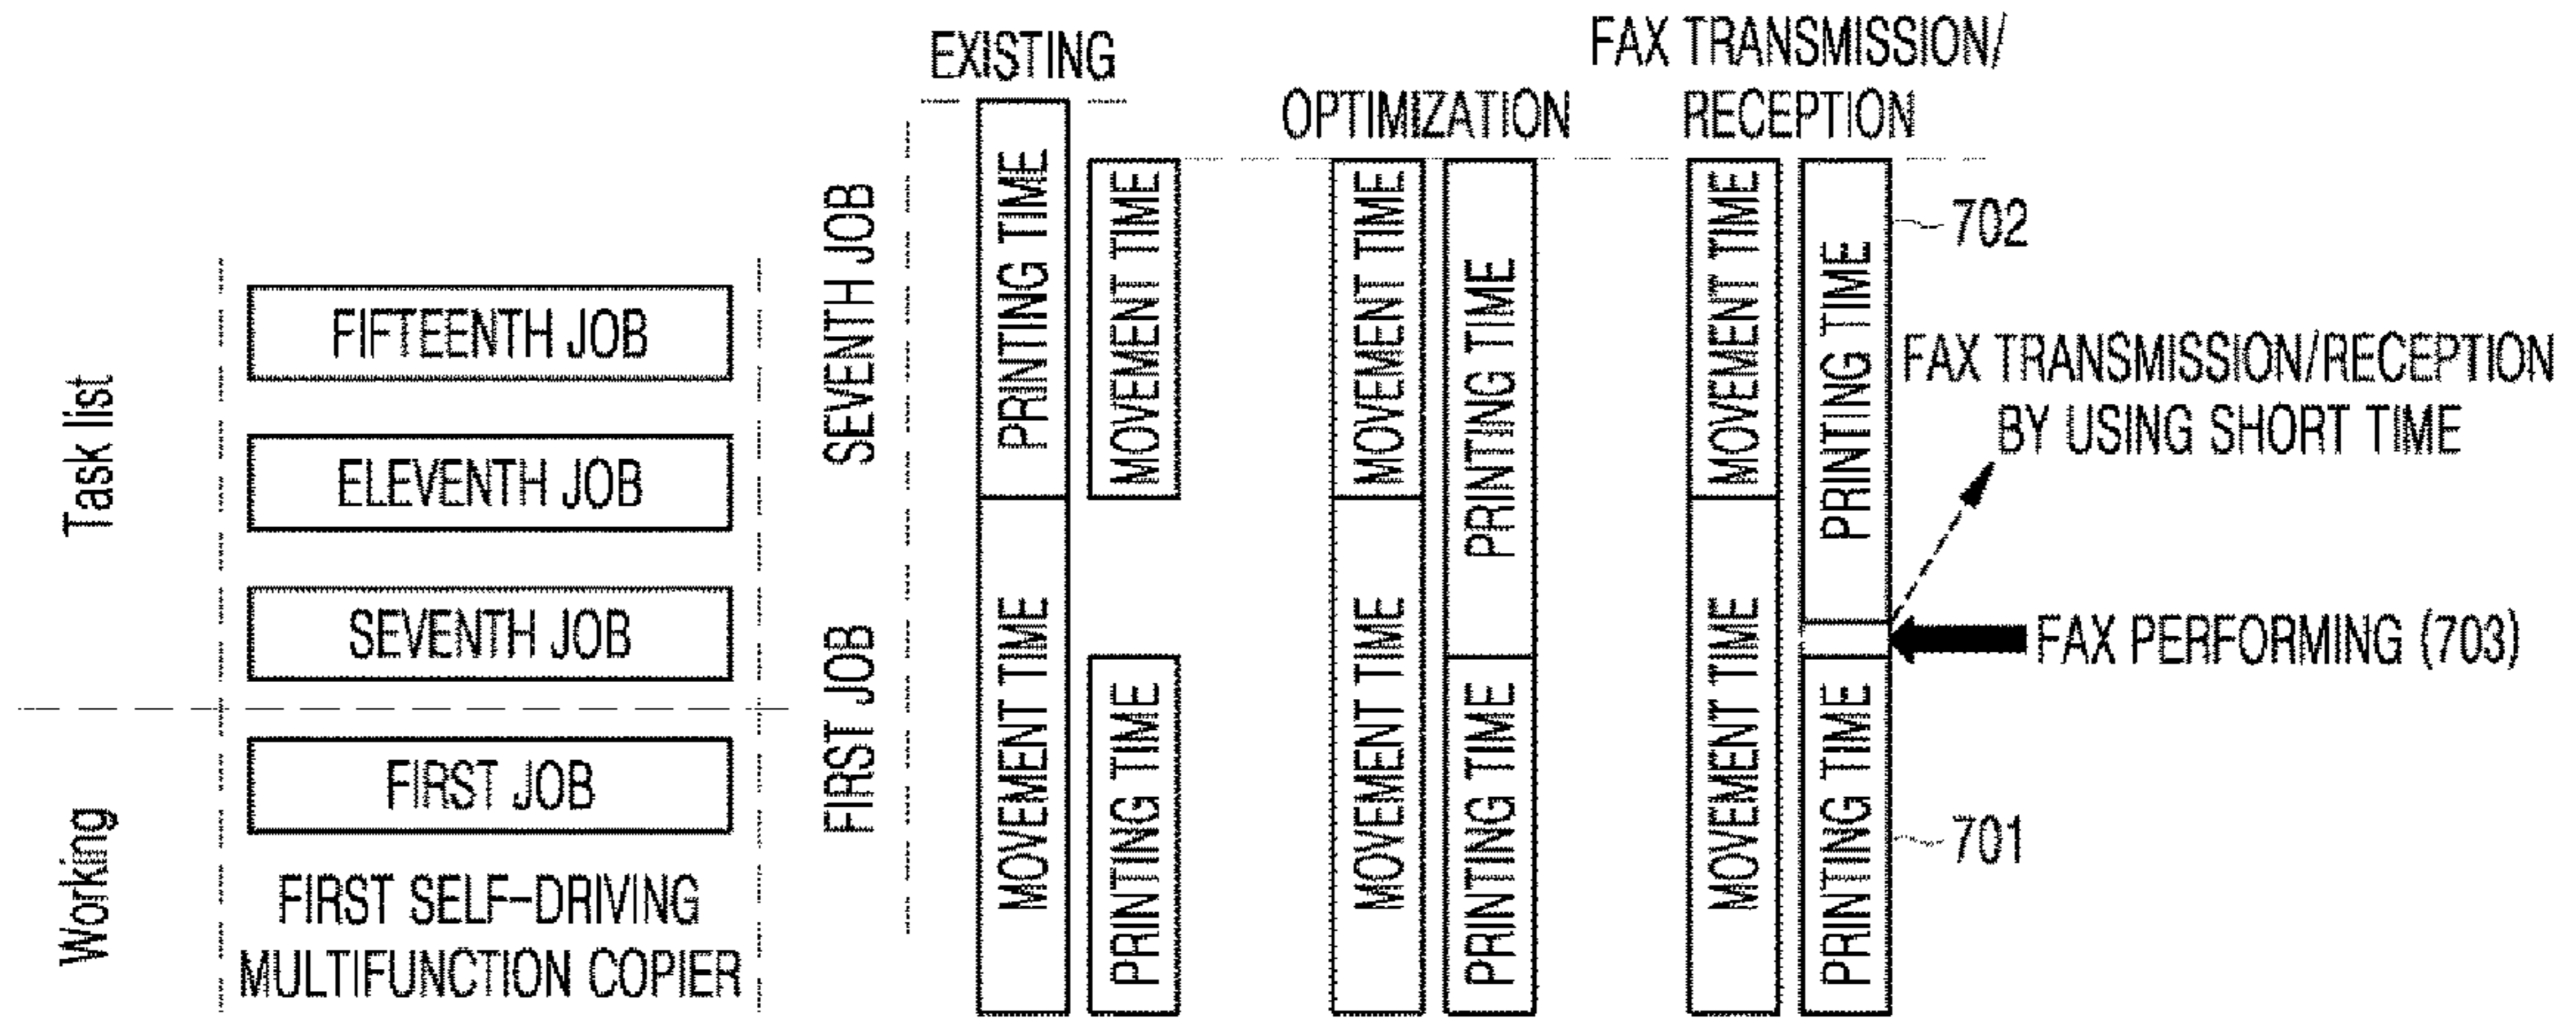 Task list
FIFTEENTH JOB
ELEVENTH JOB
SEVENTH JOB
Working
FIRST JOB
FIRST SELF-DRIVING
MULTIFUNCTION COPIER
SEVENTH JOB
FIRST JOB
EXISTING
PRINTING TIME
MOVEMENT TIME
MOVEMENT TIME
PRINTING TIME
OPTIMIZATION
MOVEMENT TIME
PRINTING TIME
MOVEMENT TIME
PRINTING TIME
FAX TRANSMISSION/
RECEPTION
MOVEMENT TIME
PRINTING TIME
MOVEMENT TIME
PRINTING TIME
702
FAX TRANSMISSION/RECEPTION
BY USING SHORT TIME
FAX PERFORMING (703)
701